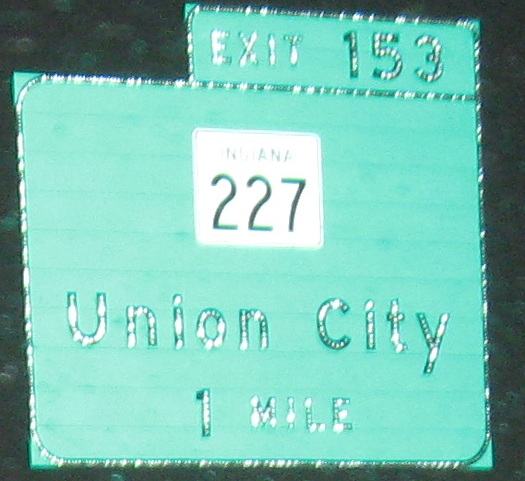 EXIT 153
INDIANA
227
Union City
1 MILE